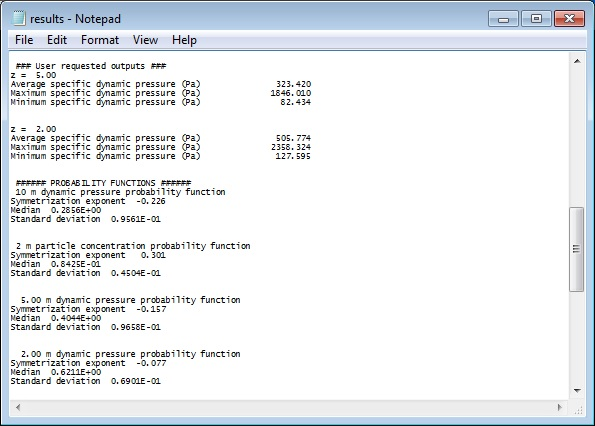 results - Notepad
File Edit Format View Help
### User requested outputs ###
z = 5.00
Average specific dynamic pressure (Pa) 323.420
Maximum specific dynamic pressure (Pa) 1846.010
Minimum specific dynamic pressure (Pa) 82.434
z = 2.00
Average specific dynamic pressure (Pa) 505.774
Maximum specific dynamic pressure (Pa) 2358.324
Minimum specific dynamic pressure (Pa) 127.595
###### PROBABILITY FUNCTIONS ######
10 m dynamic pressure probability function
Symmetrization exponent -0.226
Median 0.2856E+00
Standard deviation 0.9561E-01
2 m particle concentration probability function
Symmetrization exponent 0.301
Median 0.8425E-01
Standard deviation 0.4504E-01
5.00 m dynamic pressure probability function
Symmetrization exponent -0.157
Median 0.4044E+00
Standard deviation 0.9658E-01
2.00 m dynamic pressure probability function
Symmetrization exponent -0.077
Median 0.6211E+00
Standard deviation 0.6901E-01